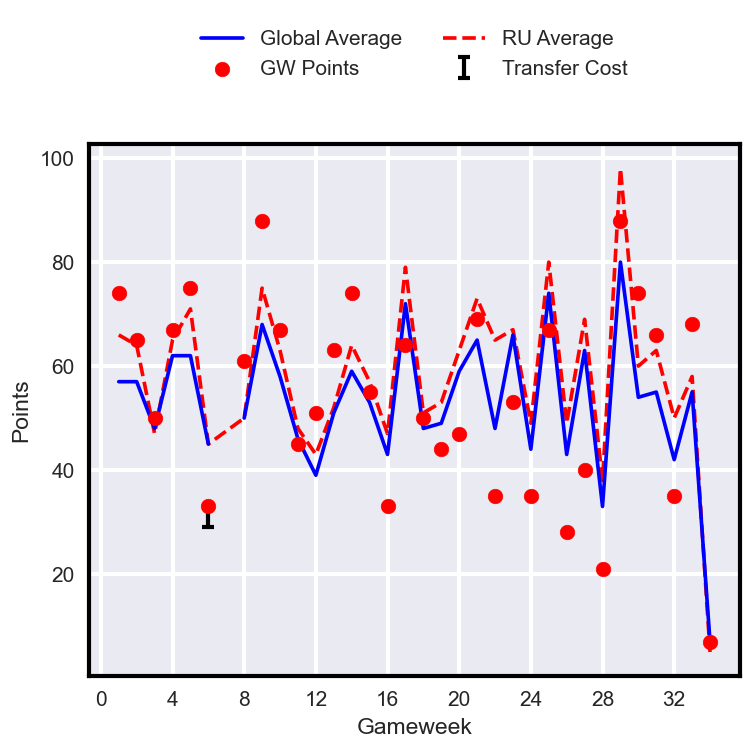 Global Average
RU Average
GW Points
Transfer Cost
100
80
60
40
20
Points
0 4 8 12 16 20 24 28 32
Gameweek